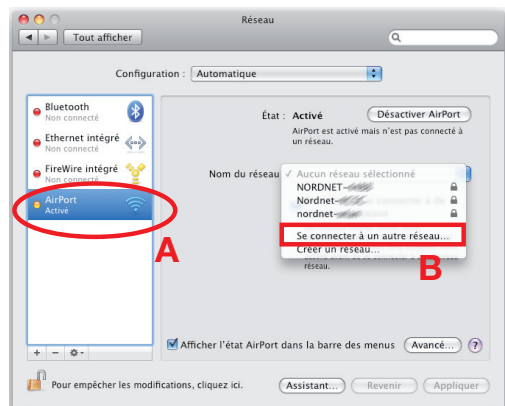 Réseau
Tout afficher
Configuration : Automatique
Bluetooth
Non connecté
Ethernet intégré
Non connecté
FireWire intégré
Non connecté
AirPort
Activé
A
État : Activé
Désactiver AirPort
AirPort est activé mais n'est pas connecté à
un réseau.
Nom du réseau
✓ Aucun réseau sélectionné
NORDNET-
Nordnet-
nordnet-
Se connecter à un autre réseau...
Créer un réseau...
réseau.
B
Afficher l'état AirPort dans la barre des menus
Avancé...
?
+ -
Pour empêcher les modifications, cliquez ici.
Assistant...
Revenir
Appliquer